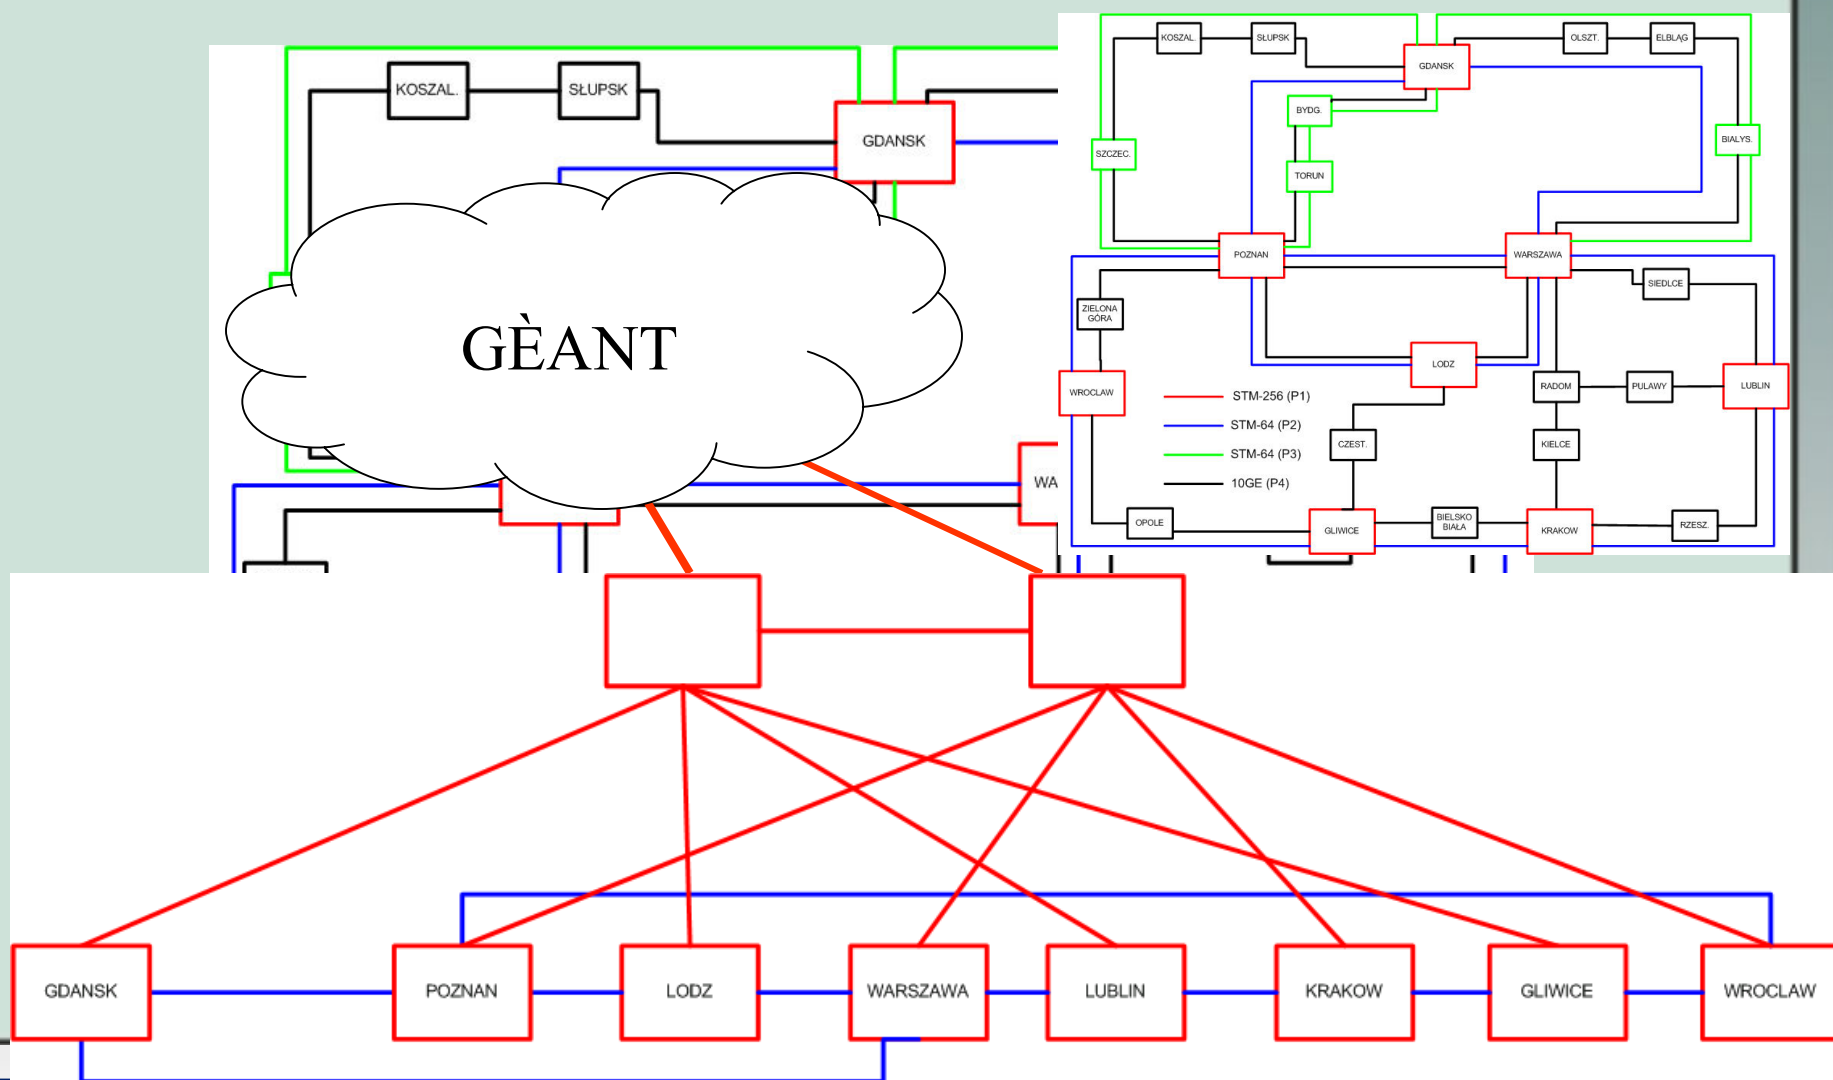 KOSZAL.
SŁUPSK
GDANSK
GÈANT
WA
KOSZAL.
SŁUPSK
GDANSK
OLSZT.
ELBLĄG
BYDG.
SZCZEC.
TORUN
BIALYS.
POZNAN
WARSZAWA
SIEDLCE
ZIELONA
GÓRA
LODZ
WROCLAW
RADOM
PULAWY
LUBLIN
STM-256 (P1)
STM-64 (P2)
STM-64 (P3)
10GE (P4)
CZEST.
KIELCE
OPOLE
GLIWICE
BIELSKO
BIAŁA
KRAKOW
RZESZ.
GDANSK
POZNAN
LODZ
WARSZAWA
LUBLIN
KRAKOW
GLIWICE
WROCLAW